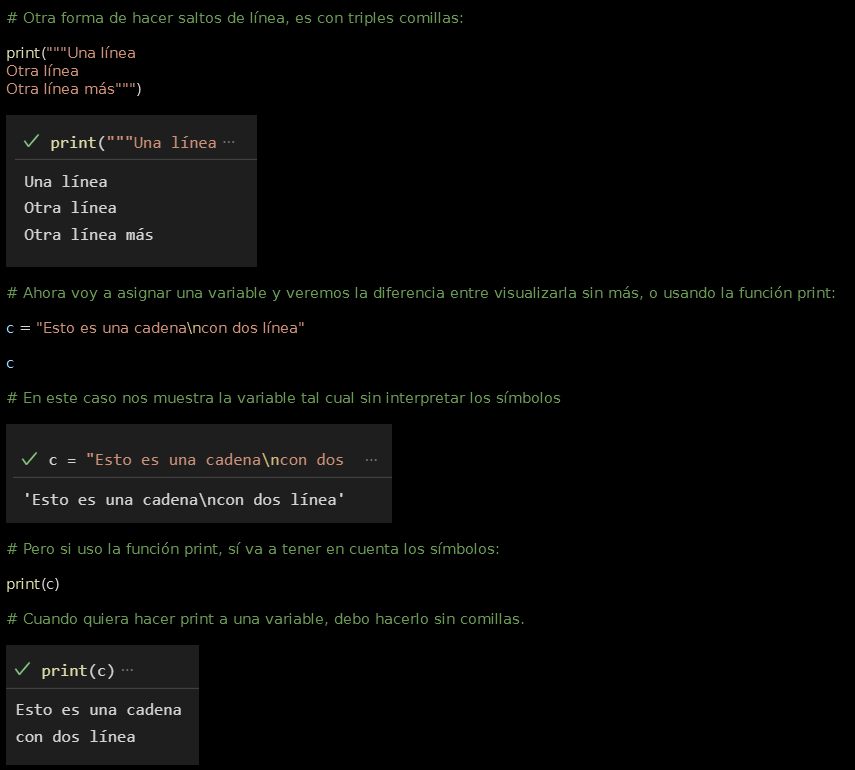 # Otra forma de hacer saltos de línea, es con triples comillas:
print("""Una línea
Otra línea
Otra línea más""")
print("""Una línea ...
Una línea
Otra línea
Otra línea más
# Ahora voy a asignar una variable y veremos la diferencia entre visualizarla sin más, o usando la función print:
c = "Esto es una cadena\ncon dos línea"
c
# En este caso nos muestra la variable tal cual sin interpretar los símbolos
c = "Esto es una cadena\ncon dos ...
'Esto es una cadena\ncon dos línea'
# Pero si uso la función print, sí va a tener en cuenta los símbolos:
print(c)
# Cuando quiera hacer print a una variable, debo hacerlo sin comillas.
print(c) ...
Esto es una cadena
con dos línea